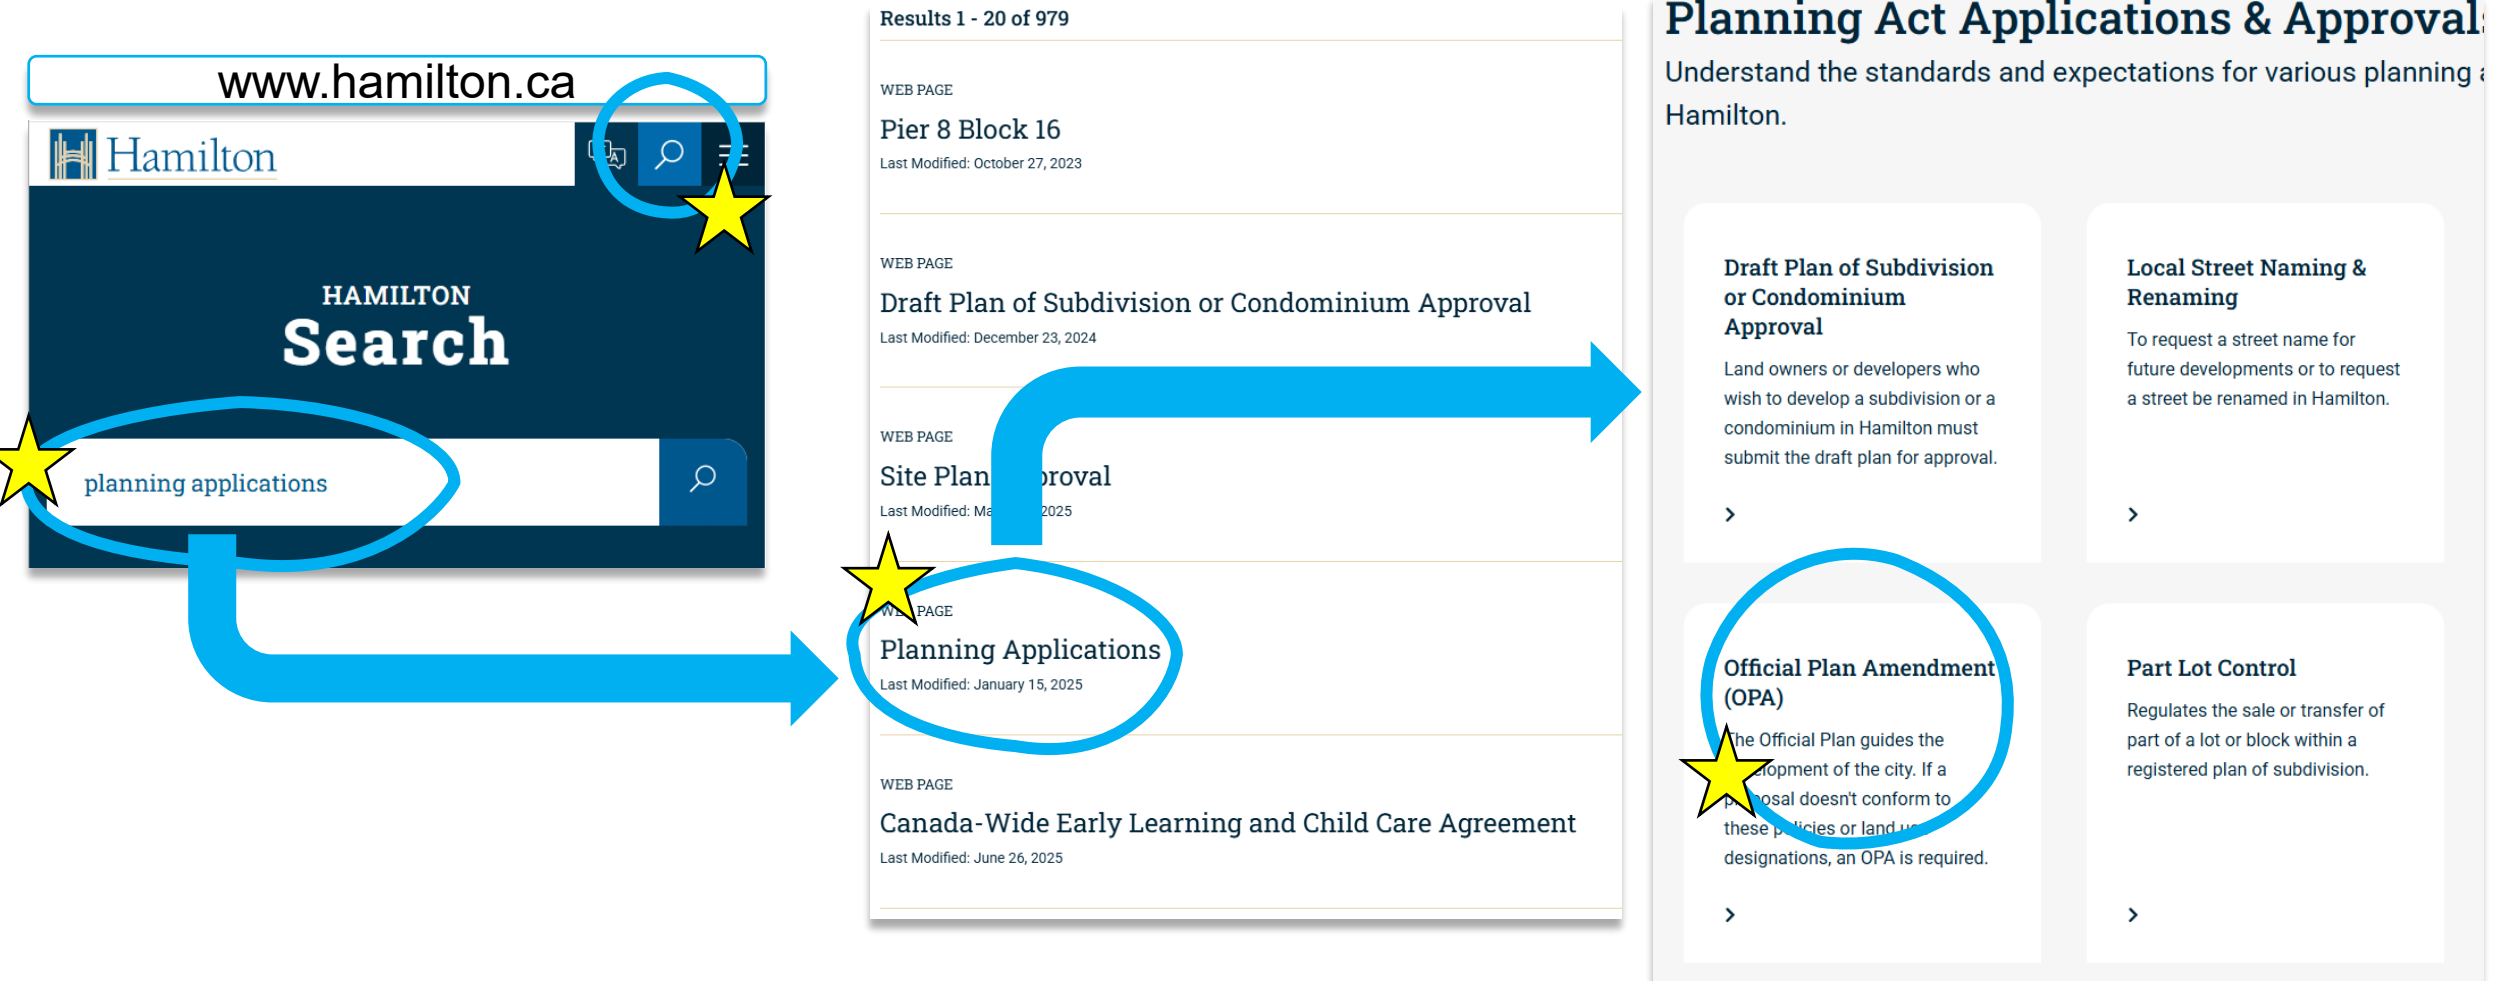 www.hamilton.ca
Hamilton
HAMILTON
Search
planning applications
Results 1 - 20 of 979
WEB PAGE
Pier 8 Block 16
Last Modified: October 27, 2023
WEB PAGE
Draft Plan of Subdivision or Condominium Approval
Last Modified: December 23, 2024
WEB PAGE
Site Plan
Last Modified: 2025
PAGE
Planning Applications
Last Modified: January 15, 2025
WEB PAGE
Canada-Wide Early Learning and Child Care Agreement
Last Modified: June 26, 2025
Planning Act Applications & Approvals
Understand the standards and expectations for various planning
Hamilton.
Draft Plan of Subdivision
or Condominium
Approval
Land owners or developers who
wish to develop a subdivision or a
condominium in Hamilton must
submit the draft plan for approval.
Local Street Naming &
Renaming
To request a street name for
future developments or to request
a street be renamed in Hamilton.
Official Plan Amendment
(OPA)
The Official Plan guides the
of the city. If a
doesn't conform to
these policies or land use
designations, an OPA is required.
Part Lot Control
Regulates the sale or transfer of
part of a lot or block within a
registered plan of subdivision.